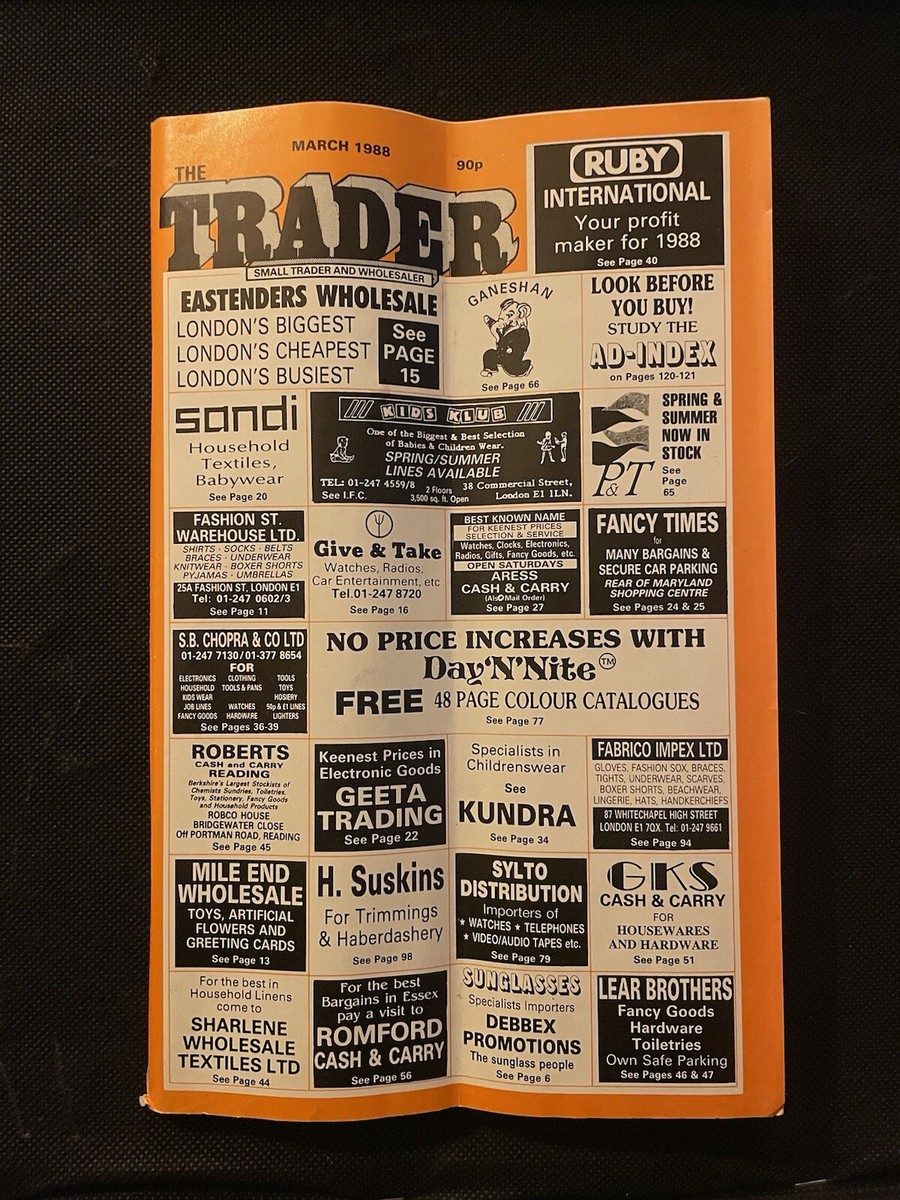 MARCH 1988
90p
THE
TRADER
SMALL TRADER AND WHOLESALER
RUBY
INTERNATIONAL
Your profit
maker for 1988
See Page 40
EASTENDERS WHOLESALE
LONDON'S BIGGEST
LONDON'S CHEAPEST
LONDON'S BUSIEST
See
PAGE
15
GANESHAN
See Page 66
LOOK BEFORE
YOU BUY!
STUDY THE
AD-INDEX
on Pages 120-121
sandi
Household
Textiles,
Babywear
See Page 20
KIDS KLUB
One of the Biggest & Best Selection
of Babies & Children Wear.
SPRING/SUMMER
LINES AVAILABLE
TEL: 01-247 4559/8
See I.F.C.
2 Floors
3,500 sq. ft. Open
38 Commercial Street,
London E1 1LN.
P&T
SPRING &
SUMMER
NOW IN
STOCK
See
Page
65
FASHION ST.
WAREHOUSE LTD.
SHIRTS · SOCKS · BELTS
BRACES · UNDERWEAR
KNITWEAR · BOXER SHORTS
PYJAMAS · UMBRELLAS
25A FASHION ST, LONDON E1
Tel: 01-247 0602/3
See Page 11
Give & Take
Watches, Radios,
Car Entertainment, etc
Tel.01-247 8720
See Page 16
BEST KNOWN NAME
FOR KEENEST PRICES
SELECTION & SERVICE
Watches, Clocks, Electronics,
Radios, Gifts, Fancy Goods, etc.
OPEN SATURDAYS
ARESS
CASH & CARRY
(Also Mail Order)
See Page 27
FANCY TIMES
for
MANY BARGAINS &
SECURE CAR PARKING
REAR OF MARYLAND
SHOPPING CENTRE
See Pages 24 & 25
S.B. CHOPRA & CO LTD
01-247 7130/01-377 8654
FOR
ELECTRONICS CLOTHING TOOLS
HOUSEHOLD TOOLS & PANS TOYS
KIDS WEAR HOSIERY
JOB LINES WATCHES 50p & £1 LINES
FANCY GOODS HARDWARE LIGHTERS
See Pages 36-39
NO PRICE INCREASES WITH
Day'N'Nite TM
FREE 48 PAGE COLOUR CATALOGUES
See Page 77
ROBERTS
CASH and CARRY
READING
Berkshire's Largest Stockists of
Chemists Sundries, Toiletries,
Toys, Stationery, Fancy Goods
and Household Products
ROBCO HOUSE
BRIDGEWATER CLOSE
Off PORTMAN ROAD, READING
See Page 45
Keenest Prices in
Electronic Goods
GEETA
TRADING
See Page 22
Specialists in
Childrenswear
See
KUNDRA
See Page 34
FABRICO IMPEX LTD
GLOVES, FASHION SOX, BRACES,
TIGHTS, UNDERWEAR, SCARVES,
BOXER SHORTS, BEACHWEAR,
LINGERIE, HATS, HANDKERCHIEFS
87 WHITECHAPEL HIGH STREET
LONDON E1 7QX. Tel: 01-247 9661
See Page 94
MILE END
WHOLESALE
TOYS, ARTIFICIAL
FLOWERS AND
GREETING CARDS
See Page 13
H. Suskins
For Trimmings
& Haberdashery
See Page 98
SYLTO
DISTRIBUTION
Importers of
* WATCHES * TELEPHONES
* VIDEO/AUDIO TAPES etc.
See Page 79
GKS
CASH & CARRY
FOR
HOUSEWARES
AND HARDWARE
See Page 51
For the best in
Household Linens
come to
SHARLENE
WHOLESALE
TEXTILES LTD
See Page 44
For the best
Bargains in Essex
pay a visit to
ROMFORD
CASH & CARRY
See Page 56
SUNGLASSES
Specialists Importers
DEBBEX
PROMOTIONS
The sunglass people
See Page 6
LEAR BROTHERS
Fancy Goods
Hardware
Toiletries
Own Safe Parking
See Pages 46 & 47